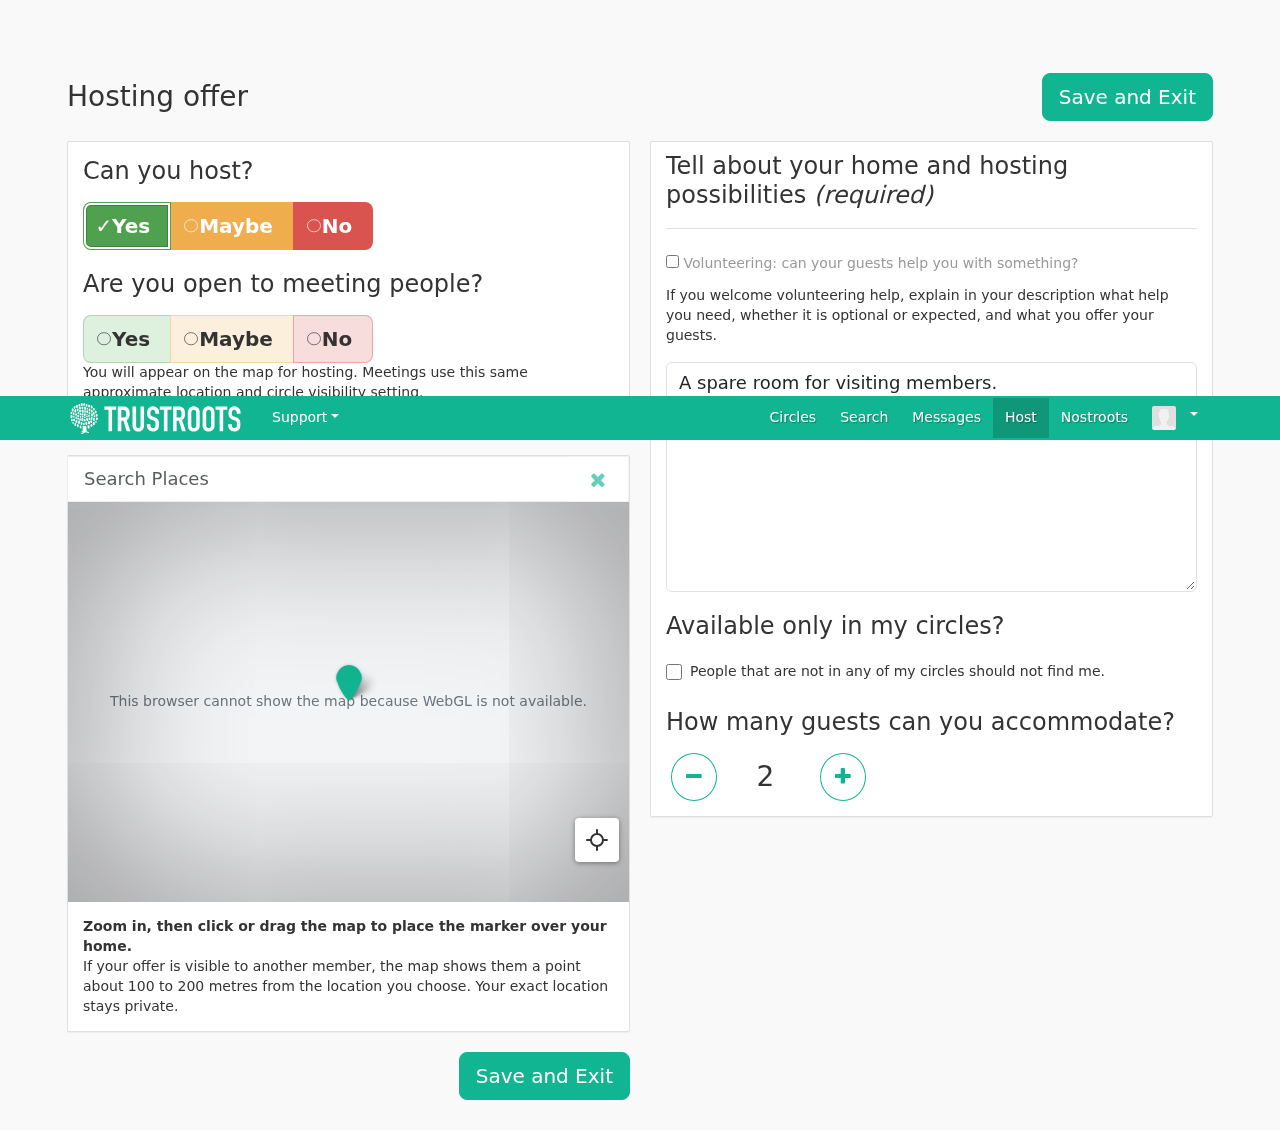 Hosting offer
Save and Exit
Can you host?
✓Yes
Maybe
No
Are you open to meeting people?
Yes
Maybe
No
You will appear on the map for hosting. Meetings use this same
approximate location and circle visibility setting.
Tell about your home and hosting
possibilities (required)
Volunteering: can your guests help you with something?
If you welcome volunteering help, explain in your description what help
you need, whether it is optional or expected, and what you offer your
guests.
A spare room for visiting members.
TRUSTROOTS
Support
Circles
Search
Messages
Host
Nostroots
Search Places
This browser cannot show the map because WebGL is not available.
Zoom in, then click or drag the map to place the marker over your
home.
If your offer is visible to another member, the map shows them a point
about 100 to 200 metres from the location you choose. Your exact location
stays private.
Available only in my circles?
People that are not in any of my circles should not find me.
How many guests can you accommodate?
2
Save and Exit